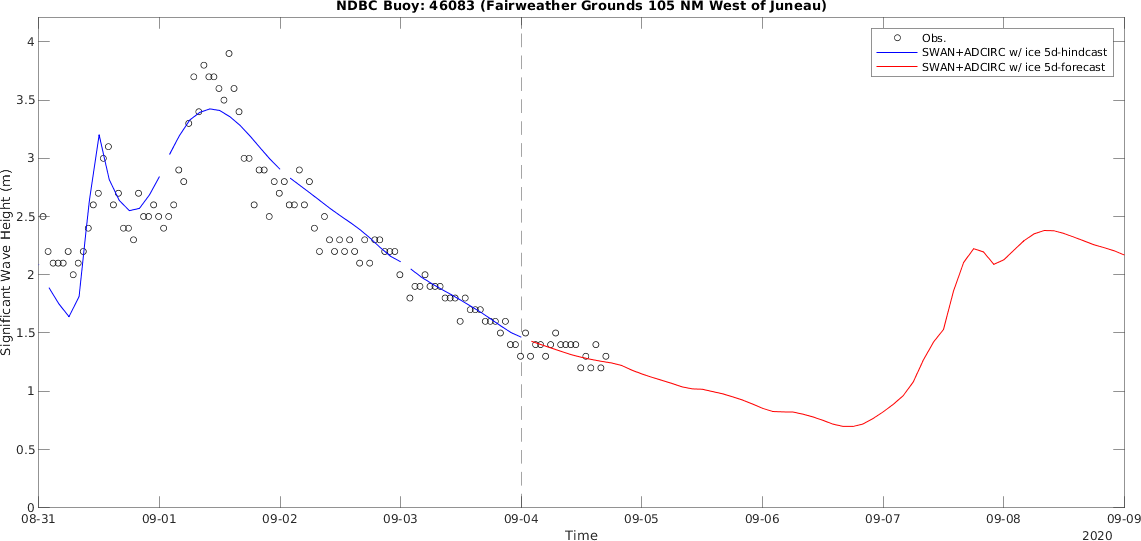 NDBC Buoy: 46083 (Fairweather Grounds 105 NM West of Juneau)
Obs.
SWAN+ADCIRC w/ ice 5d-hindcast
SWAN+ADCIRC w/ ice 5d-forecast
Significant Wave Height (m)
4
3.5
3
2.5
2
1.5
1
0.5
0
08-31 09-01 09-02 09-03 09-04 09-05 09-06 09-07 09-08 09-09
Time
2020